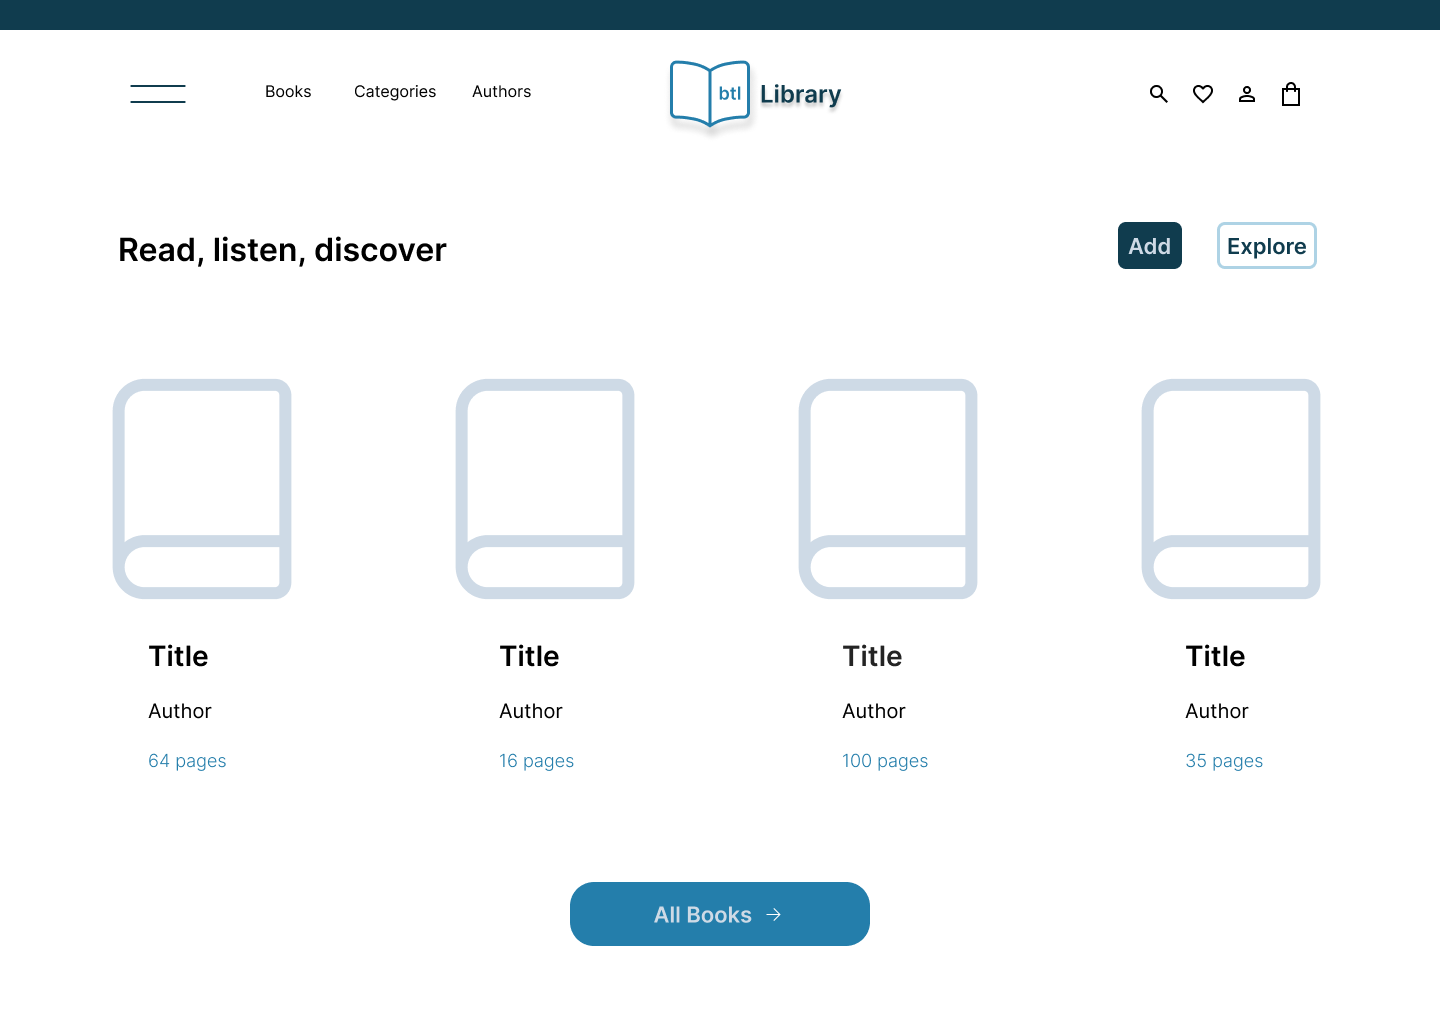 Books Categories Authors
btl Library
Read, listen, discover
Add Explore
Title Title Title Title
Author Author Author Author
64 pages 16 pages 100 pages 35 pages
All Books →